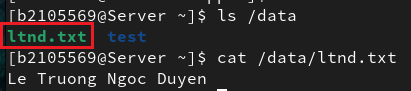 [b2105569@Server ~]$ ls /data
ltnd.txt  test
[b2105569@Server ~]$ cat /data/ltnd.txt
Le Truong Ngoc Duyen